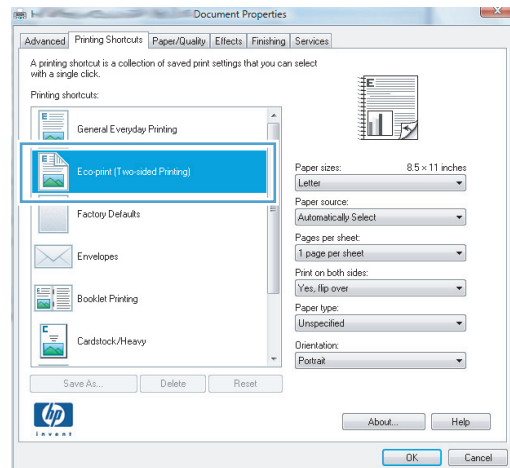 Document Properties
Advanced Printing Shortcuts Paper/Quality Effects Finishing Services
A printing shortcut is a collection of saved print settings that you can select
with a single click.
Printing shortcuts:
General Everyday Printing
Eco-print (Two-sided Printing)
Factory Defaults
Envelopes
Booklet Printing
Cardstock/Heavy
Save As... Delete Reset
E
Paper sizes: 8.5 × 11 inches
Letter
Paper source:
Automatically Select
Pages per sheet:
1 page per sheet
Print on both sides:
Yes, flip over
Paper type:
Unspecified
Orientation:
Portrait
hp
invent
About... Help
OK Cancel